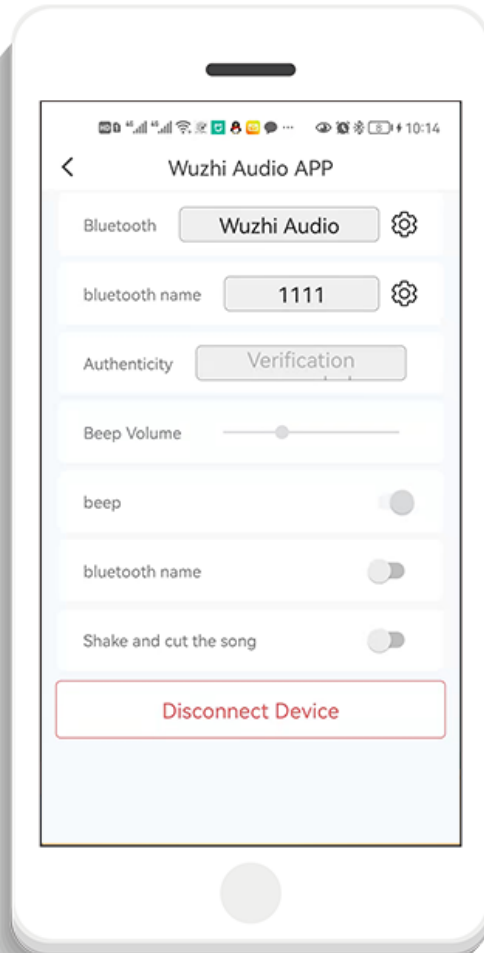 10:14
Wuzhi Audio APP
Bluetooth Wuzhi Audio
bluetooth name 1111
Authenticity Verification
Beep Volume
beep
bluetooth name
Shake and cut the song
Disconnect Device